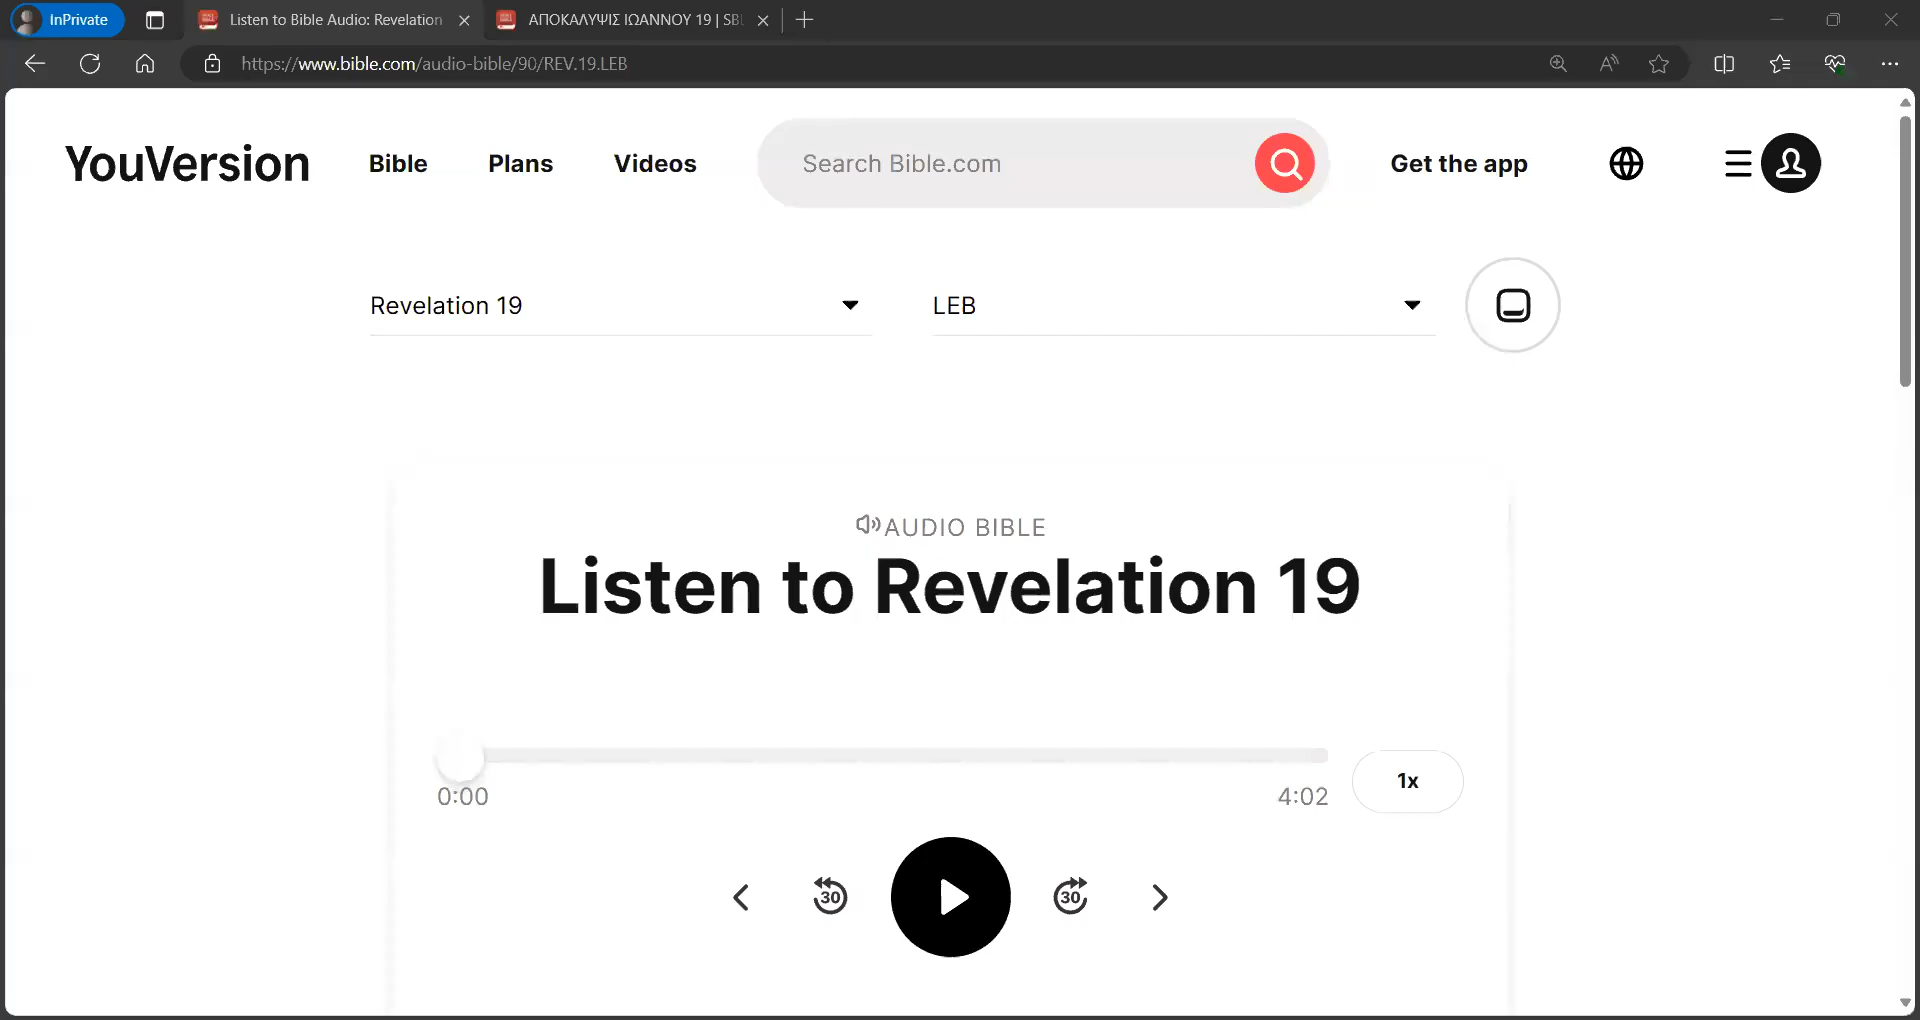 InPrivate
Listen to Bible Audio: Revelation
ΑΠΟΚΑΛΥΨΙΣ ΙΩΑΝΝΟΥ 19 | SBL
https://www.bible.com/audio-bible/90/REV.19.LEB
YouVersion Bible Plans Videos Search Bible.com Get the app
Revelation 19 LEB
AUDIO BIBLE
Listen to Revelation 19
0:00 4:02 1x
30 30